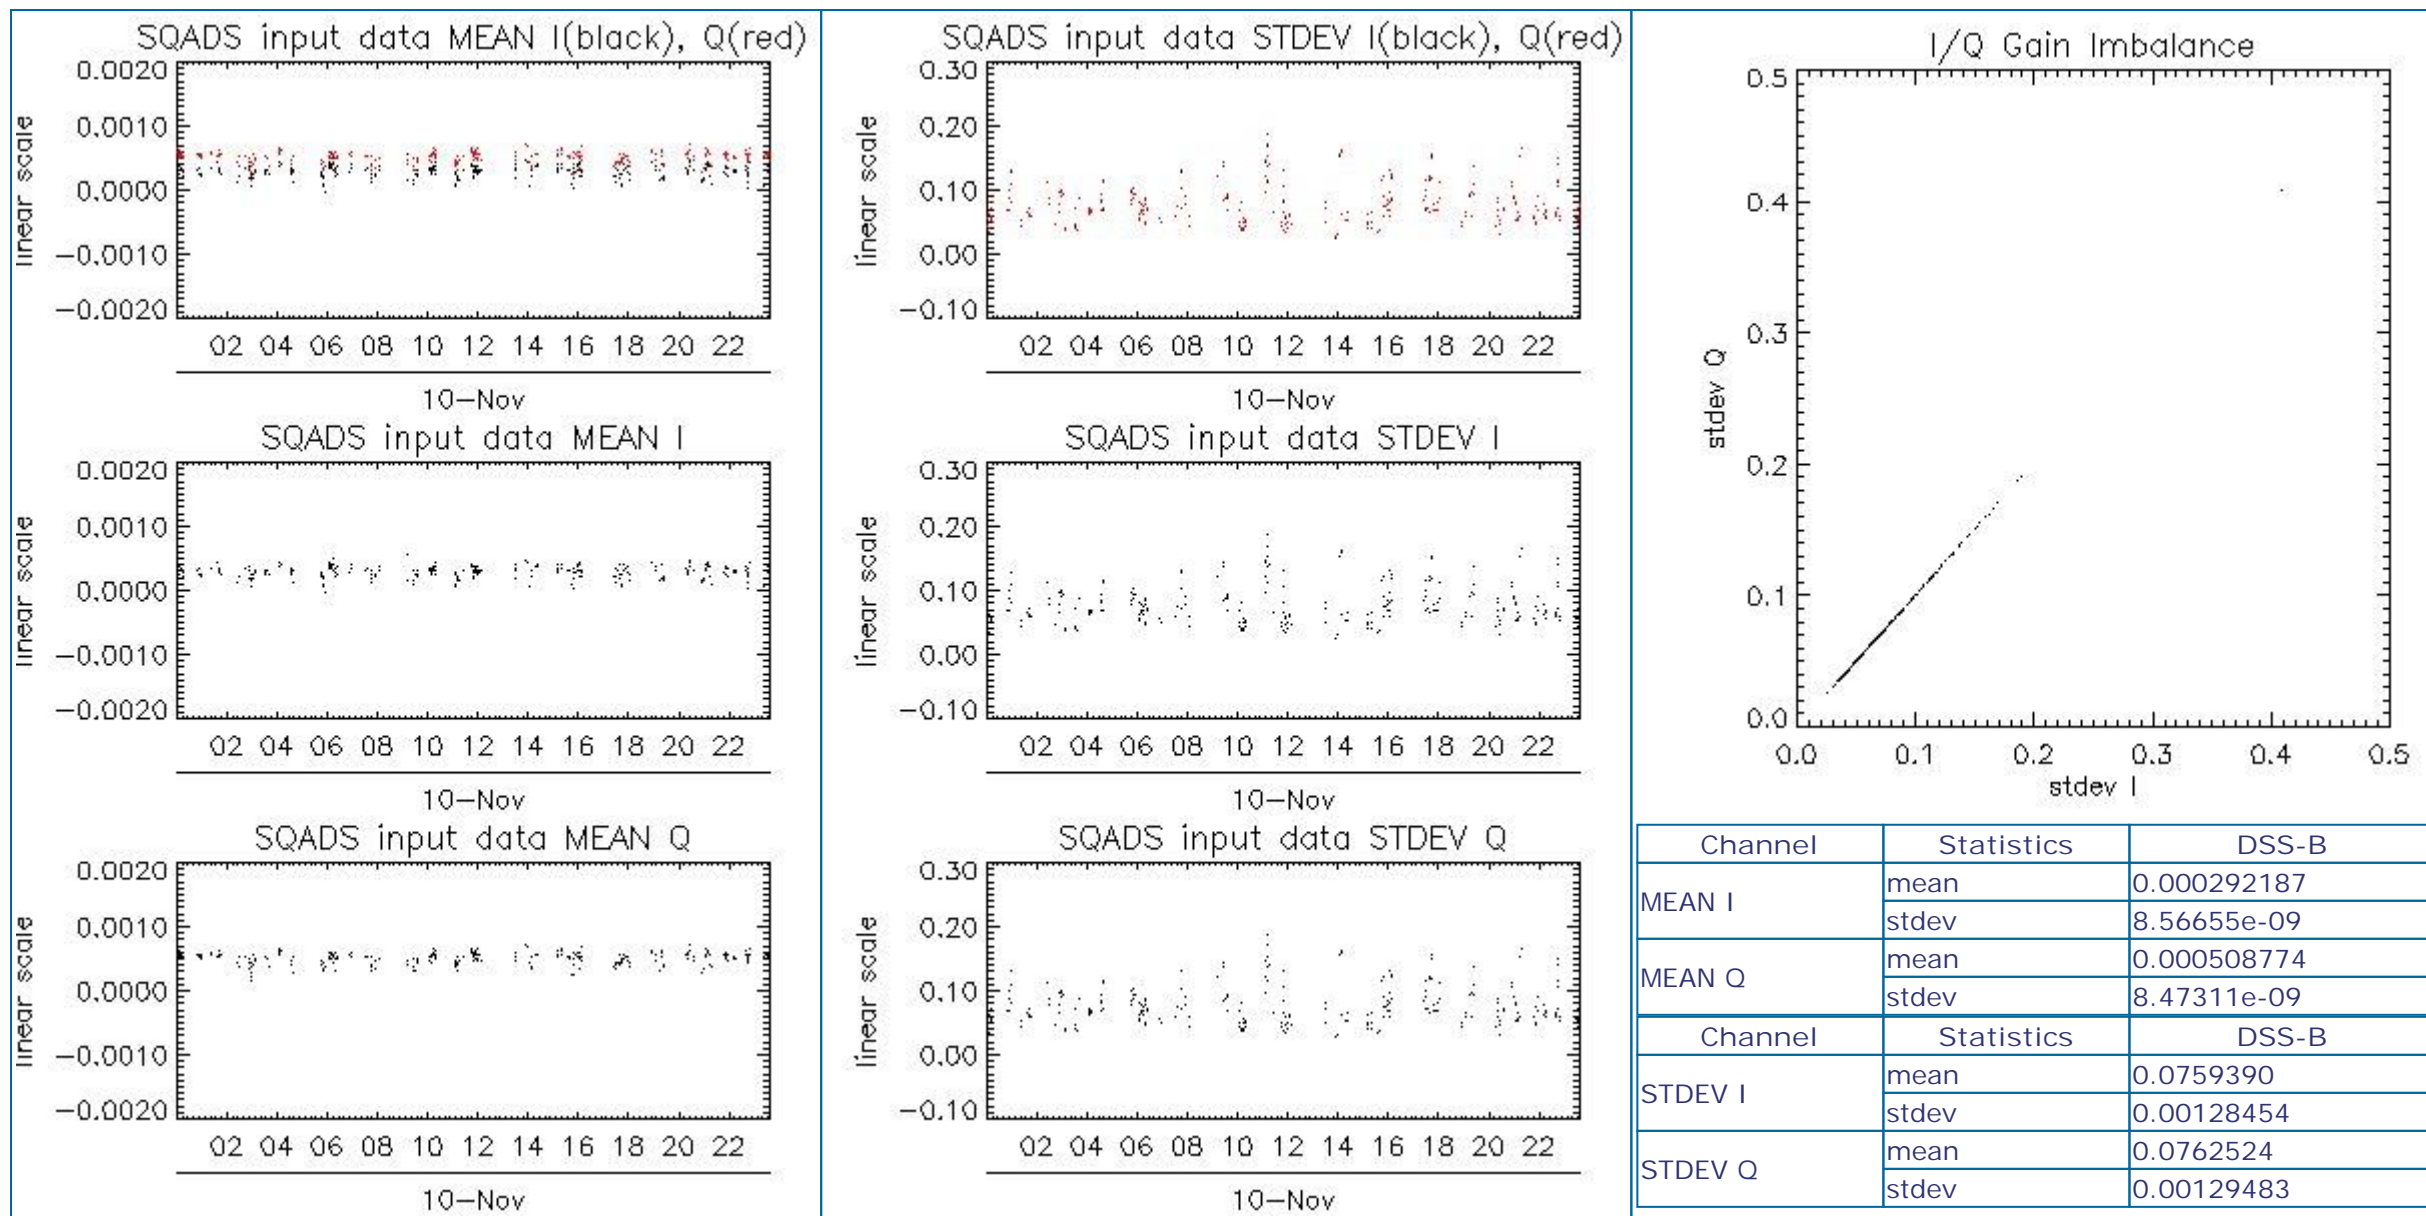 SQADS input data MEAN I(black), Q(red)
linear scale
0.0020
0.0010
0.0000
−0.0010
−0.0020
02 04 06 08 10 12 14 16 18 20 22
10−Nov
SQADS input data MEAN I
linear scale
0.0020
0.0010
0.0000
−0.0010
−0.0020
02 04 06 08 10 12 14 16 18 20 22
10−Nov
SQADS input data MEAN Q
linear scale
0.0020
0.0010
0.0000
−0.0010
−0.0020
02 04 06 08 10 12 14 16 18 20 22
10−Nov
SQADS input data STDEV I(black), Q(red)
linear scale
0.30
0.20
0.10
0.00
−0.10
02 04 06 08 10 12 14 16 18 20 22
10−Nov
SQADS input data STDEV I
linear scale
0.30
0.20
0.10
0.00
−0.10
02 04 06 08 10 12 14 16 18 20 22
10−Nov
SQADS input data STDEV Q
linear scale
0.30
0.20
0.10
0.00
−0.10
02 04 06 08 10 12 14 16 18 20 22
10−Nov
I/Q Gain Imbalance
stdev Q
0.5
0.4
0.3
0.2
0.1
0.0
0.0 0.1 0.2 0.3 0.4 0.5
stdev I
Channel Statistics DSS-B
MEAN I
mean 0.000292187
stdev 8.56655e-09
MEAN Q
mean 0.000508774
stdev 8.47311e-09
Channel Statistics DSS-B
STDEV I
mean 0.0759390
stdev 0.00128454
STDEV Q
mean 0.0762524
stdev 0.00129483